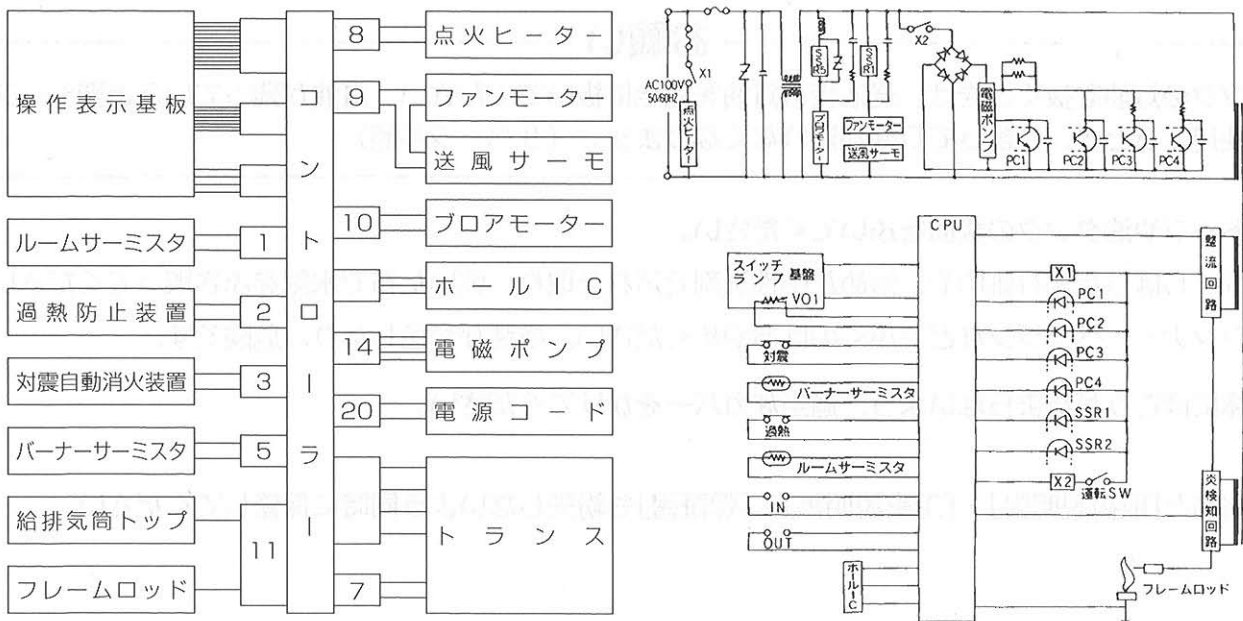 操作表示基板
ルームサーミスタ
過熱防止装置
対震自動消火装置
バーナーサーミスタ
給排気筒トップ
フレームロッド
1
2
3
5
11
コントローラー
8
9
10
14
20
7
点火ヒーター
ファンモーター
送風サーモ
ブロアモーター
ホールIC
電磁ポンプ
電源コード
トランス
AC100V
50/60HZ
X1
点火ヒーター
SSR5
ブロアモーター
SSR1
ファンモーター
送風サーモ
X2
電磁ポンプ
PC1
PC2
PC3
PC4
CPU
スイッチ
ランプ基盤
VO1
対震
バーナーサーミスタ
過熱
ルームサーミスタ
IN
OUT
ホールIC
X1
PC1
PC2
PC3
PC4
SSR1
SSR2
X2
運転SW
整流回路
炎検知回路
フレームロッド